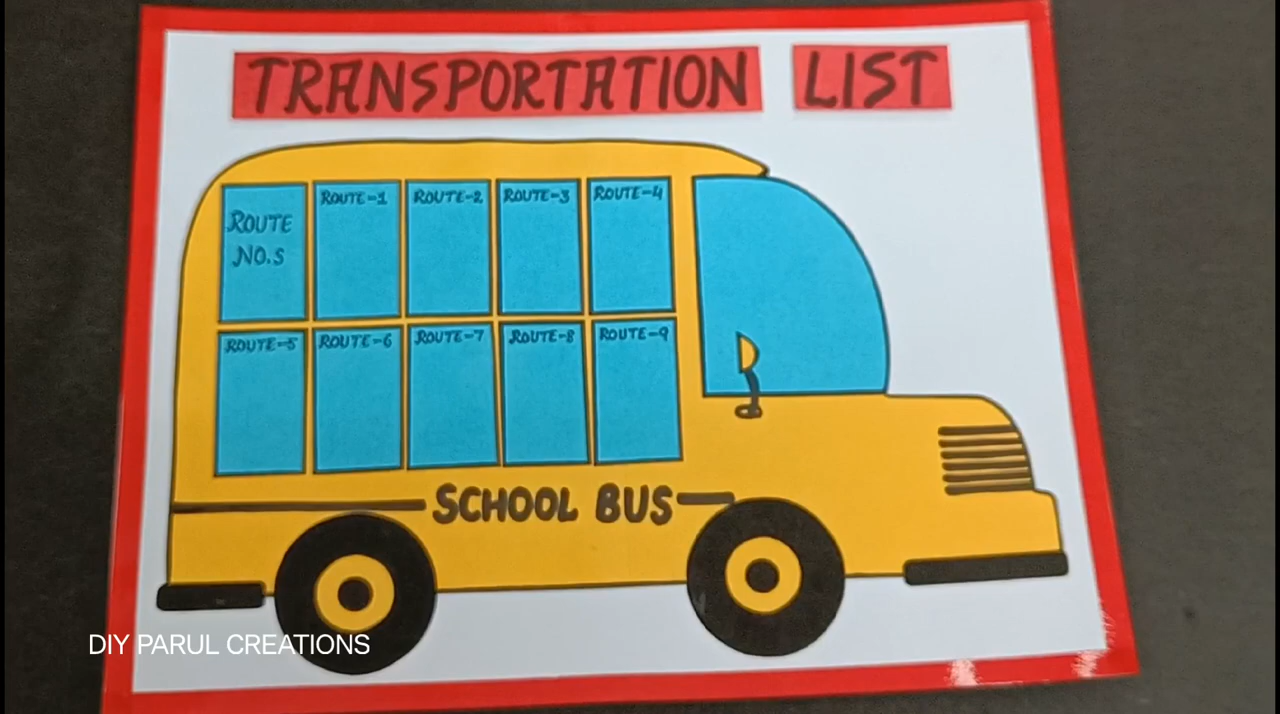 TRANSPORTATION LIST
ROUTE
NO.S
ROUTE-1
ROUTE-2
ROUTE-3
ROUTE-4
ROUTE-5
ROUTE-6
ROUTE-7
ROUTE-8
ROUTE-9
SCHOOL BUS
DIY PARUL CREATIONS